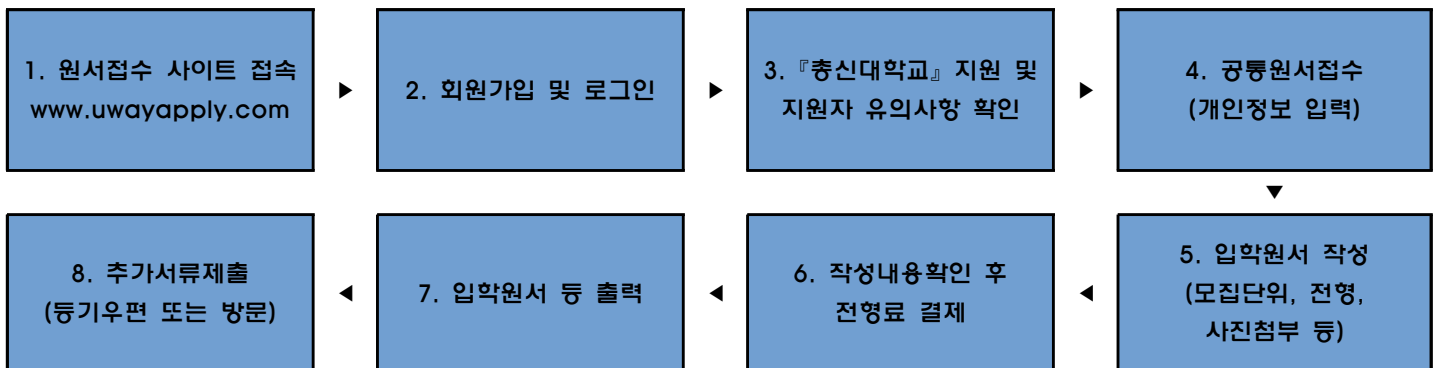 1. 원서접수 사이트 접속
www.uwayapply.com
▶
2. 회원가입 및 로그인
▶
3.『총신대학교』지원 및
지원자 유의사항 확인
▶
4. 공통원서접수
(개인정보 입력)
▼
5. 입학원서 작성
(모집단위, 전형,
사진첨부 등)
◀
6. 작성내용확인 후
전형료 결제
◀
7. 입학원서 등 출력
◀
8. 추가서류제출
(등기우편 또는 방문)